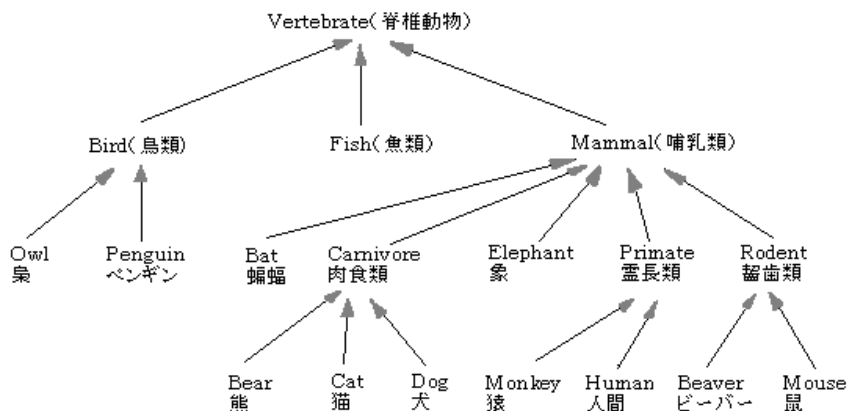 Vertebrate(脊椎動物)
Bird(鳥類)
Fish(魚類)
Mammal(哺乳類)
Owl
梟
Penguin
ペンギン
Bat
蝙蝠
Carnivore
肉食類
Elephant
象
Primate
霊長類
Rodent
齧歯類
Bear
熊
Cat
猫
Dog
犬
Monkey
猿
Human
人間
Beaver
ビーバー
Mouse
鼠